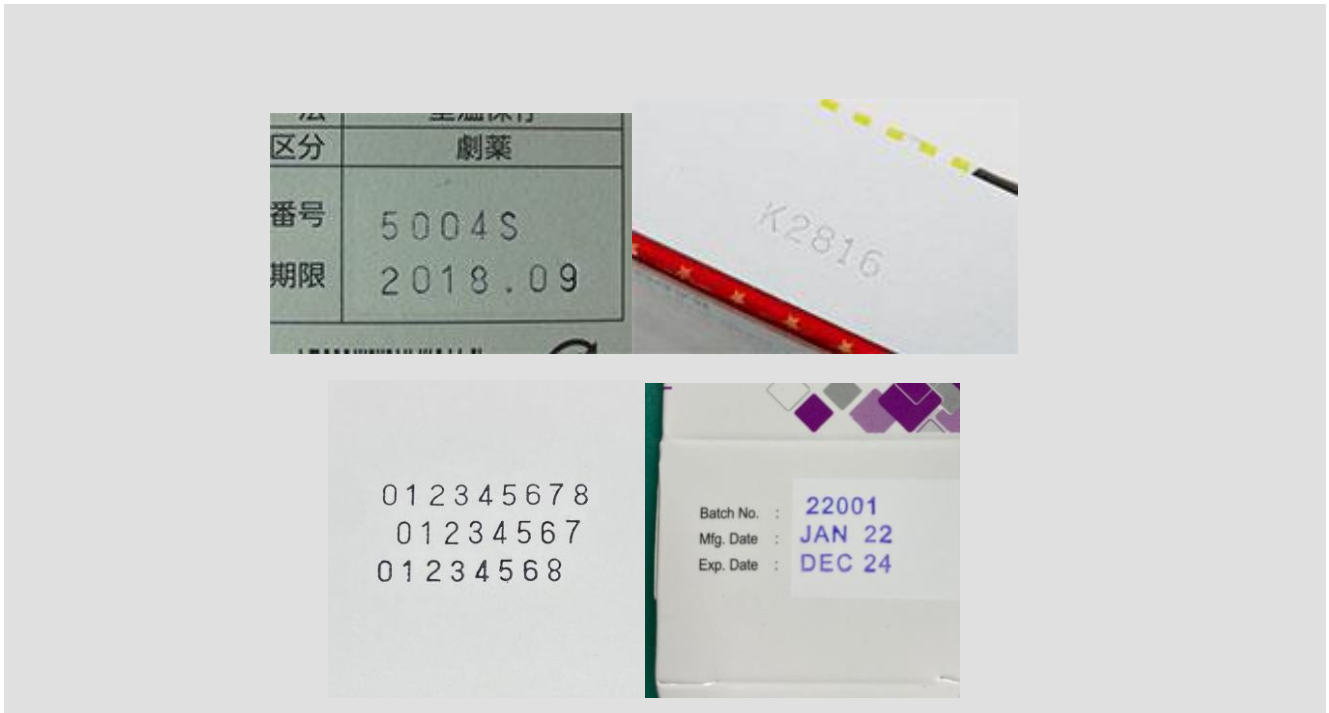 区分 劇薬
番号 5004S
期限 2018.09
K2816
012345678
01234567
01234568
Batch No. : 22001
Mfg. Date : JAN 22
Exp. Date : DEC 24